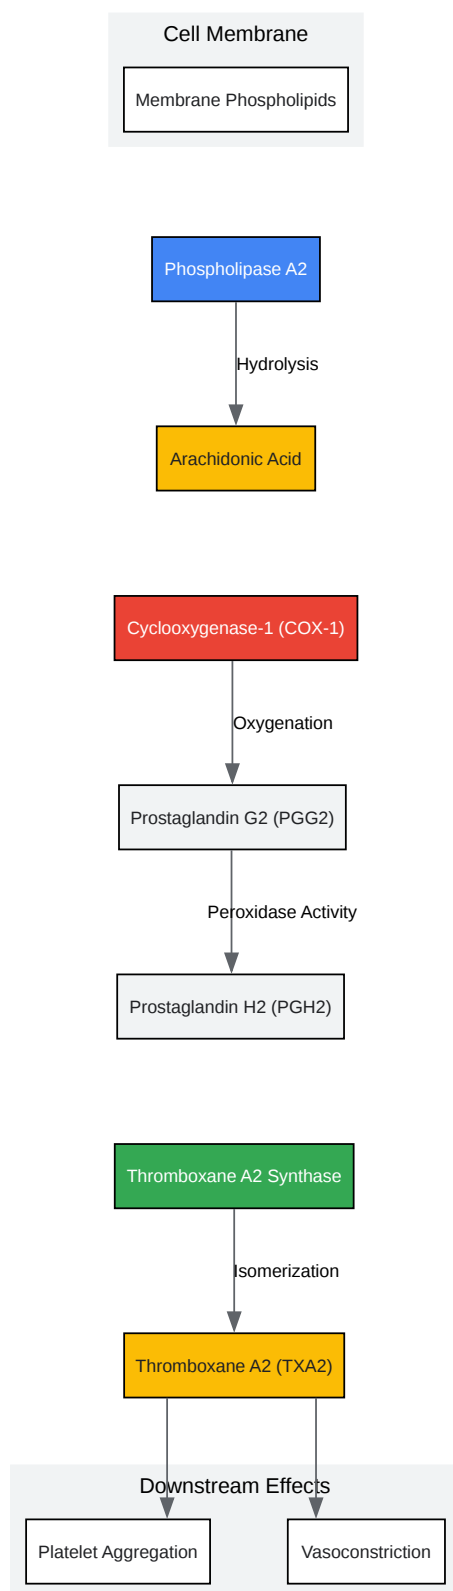 Cell Membrane
Membrane Phospholipids
Phospholipase A2
Hydrolysis
Arachidonic Acid
Cyclooxygenase-1 (COX-1)
Oxygenation
Prostaglandin G2 (PGG2)
Peroxidase Activity
Prostaglandin H2 (PGH2)
Thromboxane A2 Synthase
Isomerization
Thromboxane A2 (TXA2)
Downstream Effects
Platelet Aggregation
Vasoconstriction